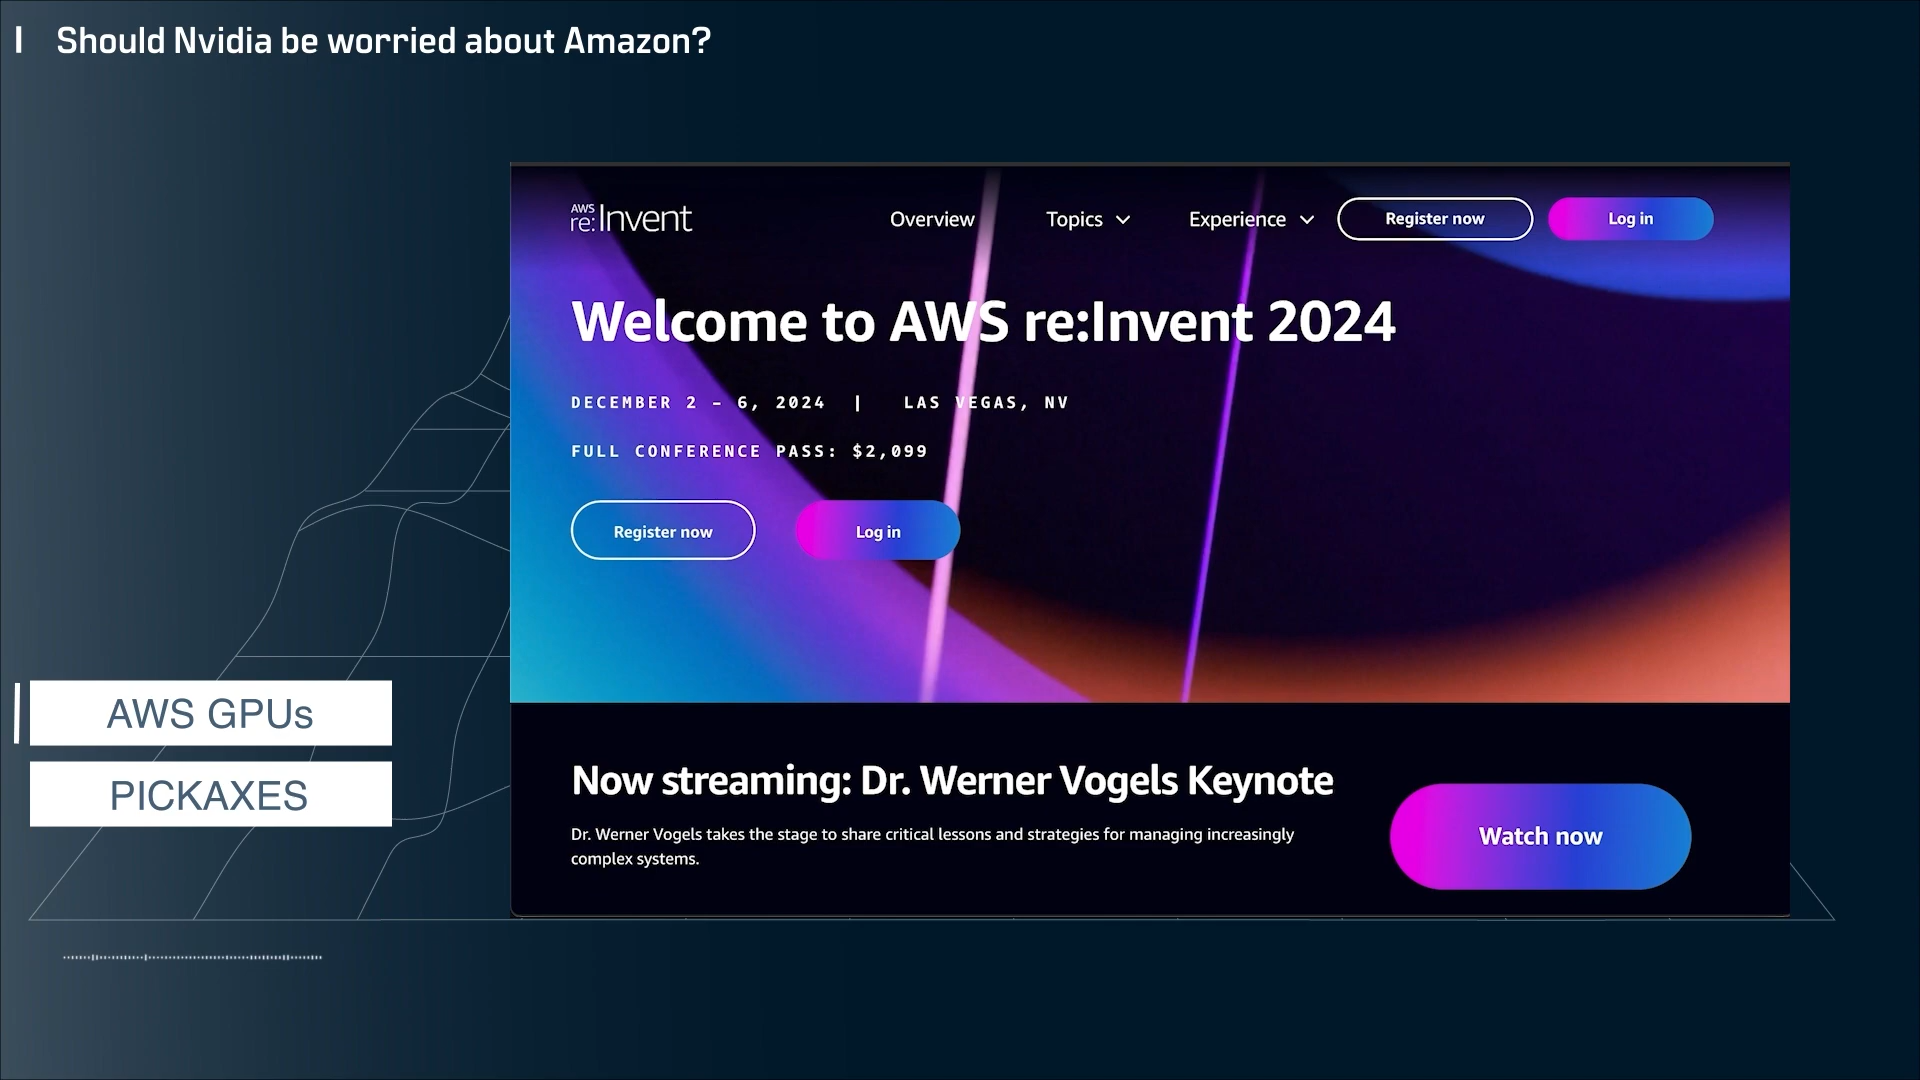 Should Nvidia be worried about Amazon?
AWS
re:Invent
Overview
Topics
Experience
Register now
Log in
Welcome to AWS re:Invent 2024
DECEMBER 2 – 6, 2024 | LAS VEGAS, NV
FULL CONFERENCE PASS: $2,099
Register now
Log in
AWS GPUs
PICKAXES
Now streaming: Dr. Werner Vogels Keynote
Dr. Werner Vogels takes the stage to share critical lessons and strategies for managing increasingly
complex systems.
Watch now